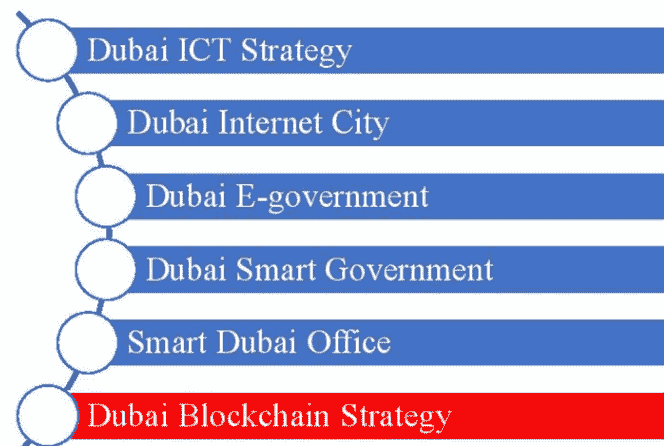 Dubai ICT Strategy
Dubai Internet City
Dubai E-government
Dubai Smart Government
Smart Dubai Office
Dubai Blockchain Strategy